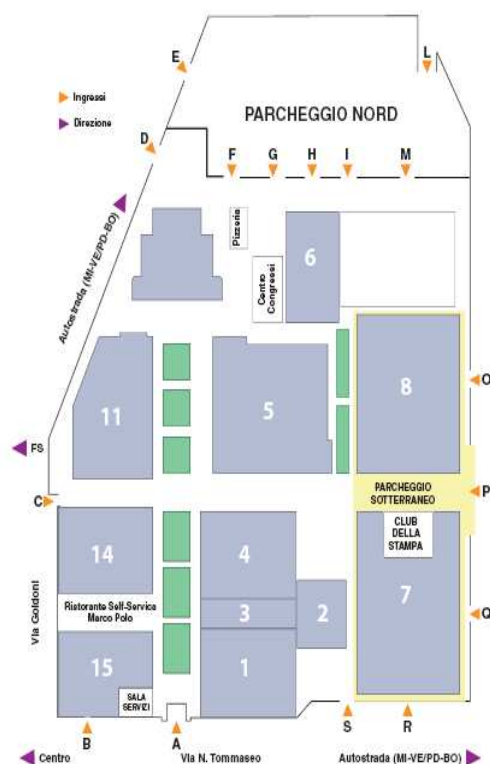 E
L
Ingressi
Direzione
PARCHEGGIO NORD
D
F G H I M
Autostrada (MI-VE/PD-BO)
Pizzeria
Centro
Congressi
6
11
5
8
O
FS
C
PARCHEGGIO
SOTTERRANEO
P
CLUB
DELLA
STAMPA
14
4
7
Via Goldoni
Ristorante Self-Service
Marco Polo
3
2
Q
15
1
SALA
SERVIZI
B
A
S
R
Centro
Via N. Tommaseo
Autostrada (MI-VE/PD-BO)